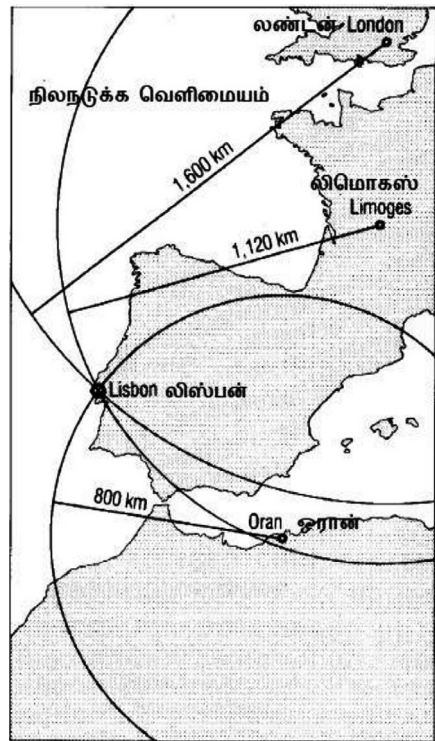 லண்டன் London
நிலநடுக்க வெளிமையம்
1,600 km
லிமொகஸ்
Limoges
1,120 km
Lisbon லிஸ்பன்
800 km
Oran ஒரான்